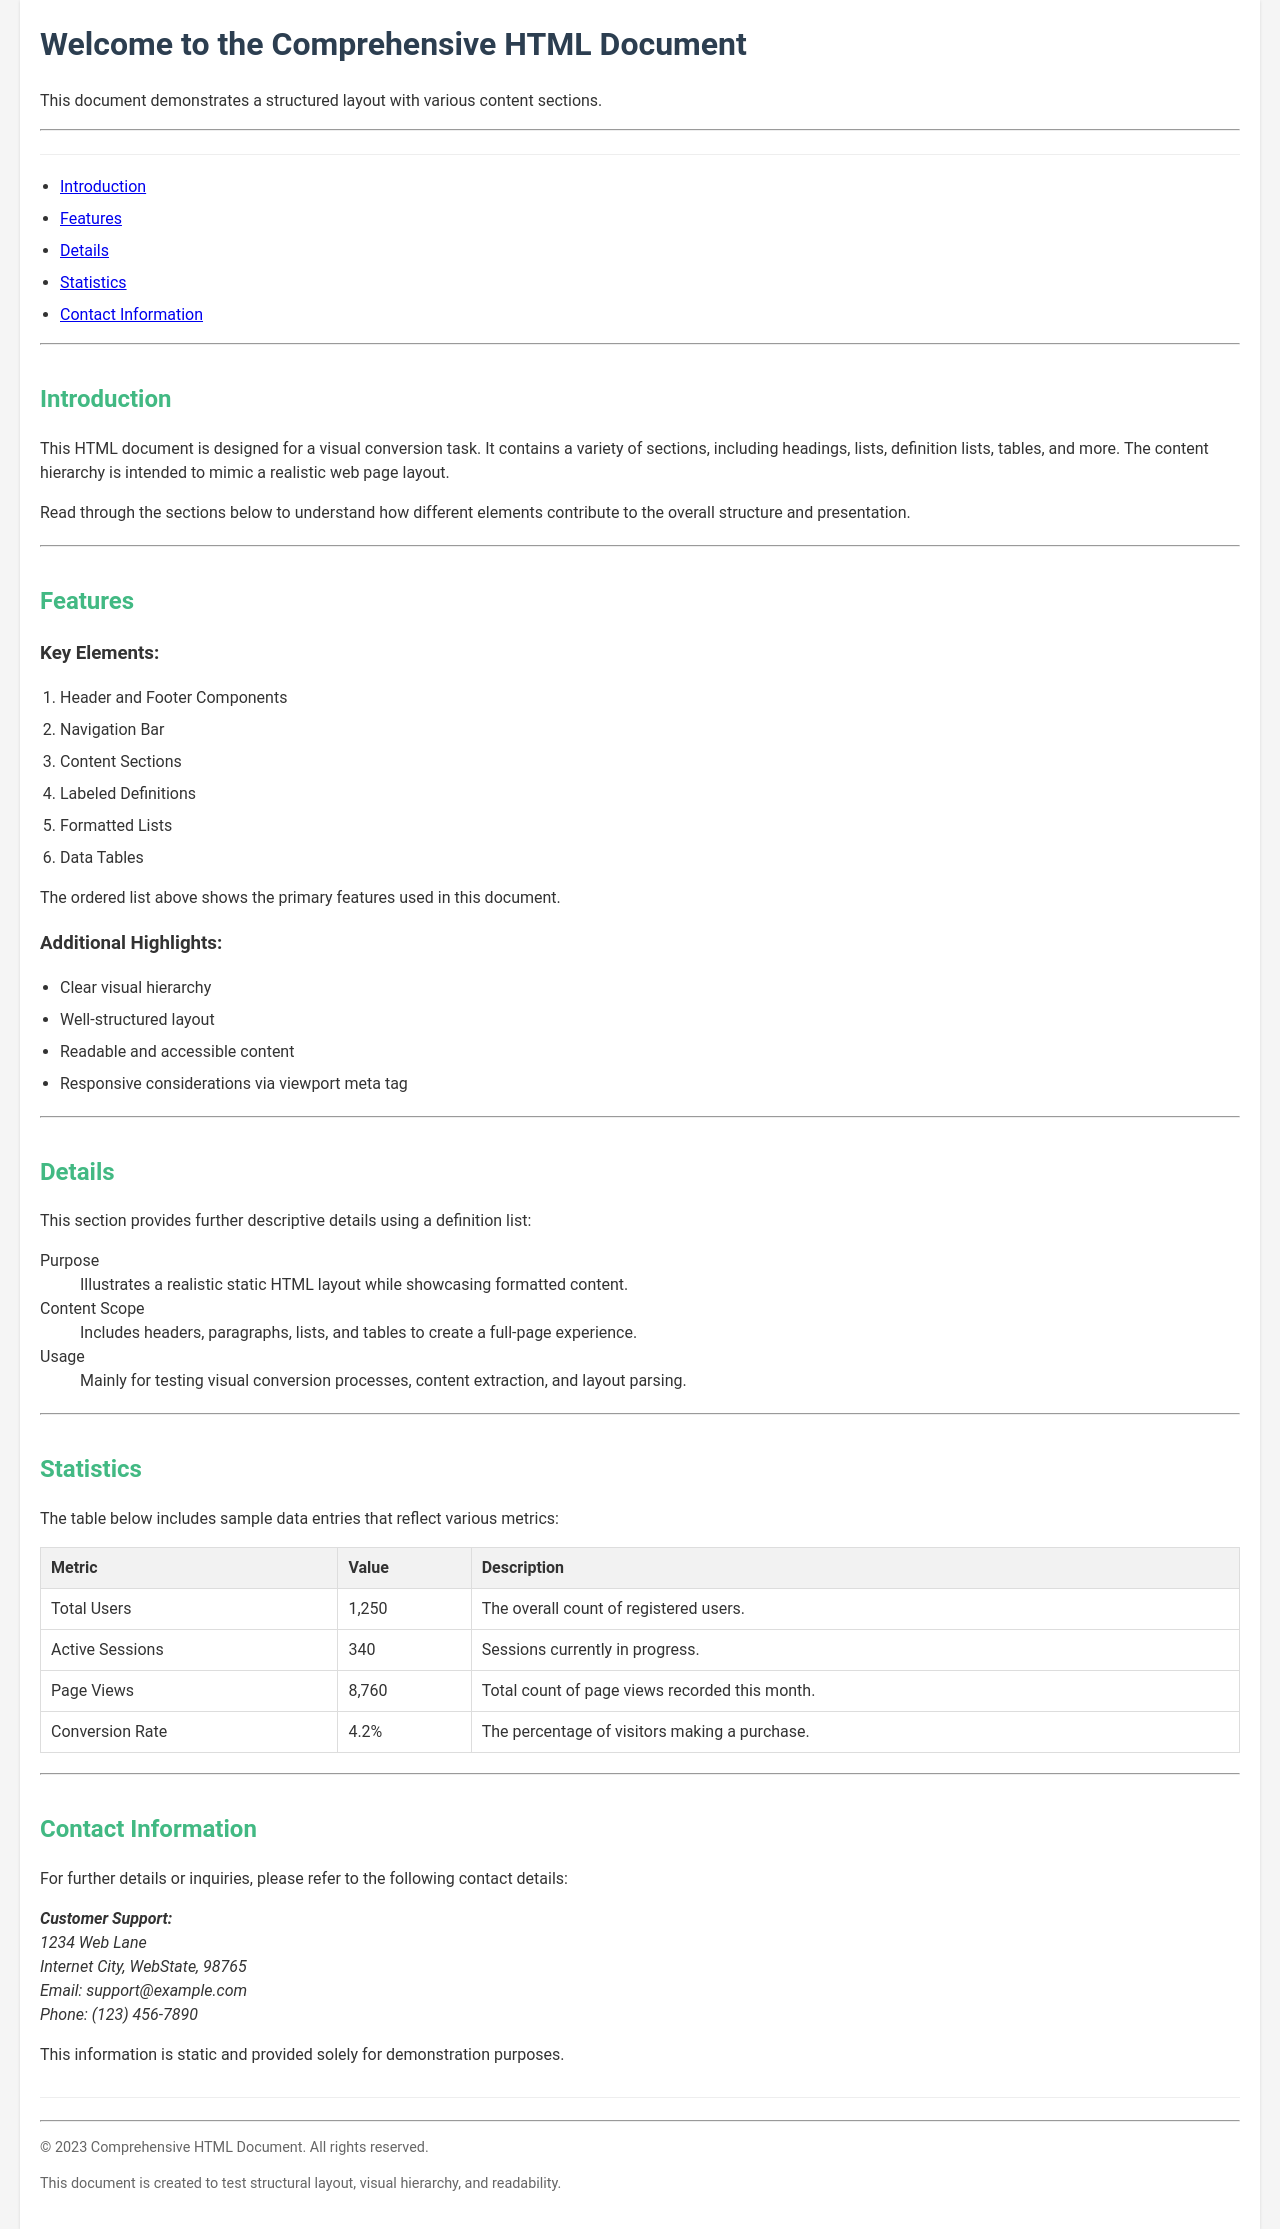 Welcome to the Comprehensive HTML Document
This document demonstrates a structured layout with various content sections.
• Introduction
• Features
• Details
• Statistics
• Contact Information
Introduction
This HTML document is designed for a visual conversion task. It contains a variety of sections, including headings, lists, definition lists, tables, and more. The content
hierarchy is intended to mimic a realistic web page layout.
Read through the sections below to understand how different elements contribute to the overall structure and presentation.
Features
Key Elements:
1. Header and Footer Components
2. Navigation Bar
3. Content Sections
4. Labeled Definitions
5. Formatted Lists
6. Data Tables
The ordered list above shows the primary features used in this document.
Additional Highlights:
• Clear visual hierarchy
• Well-structured layout
• Readable and accessible content
• Responsive considerations via viewport meta tag
Details
This section provides further descriptive details using a definition list:
Purpose
Illustrates a realistic static HTML layout while showcasing formatted content.
Content Scope
Includes headers, paragraphs, lists, and tables to create a full-page experience.
Usage
Mainly for testing visual conversion processes, content extraction, and layout parsing.
Statistics
The table below includes sample data entries that reflect various metrics:
Metric Value Description
Total Users 1,250 The overall count of registered users.
Active Sessions 340 Sessions currently in progress.
Page Views 8,760 Total count of page views recorded this month.
Conversion Rate 4.2% The percentage of visitors making a purchase.
Contact Information
For further details or inquiries, please refer to the following contact details:
Customer Support:
1234 Web Lane
Internet City, WebState, 98765
Email: support@example.com
Phone: (123) 456-7890
This information is static and provided solely for demonstration purposes.
© 2023 Comprehensive HTML Document. All rights reserved.
This document is created to test structural layout, visual hierarchy, and readability.